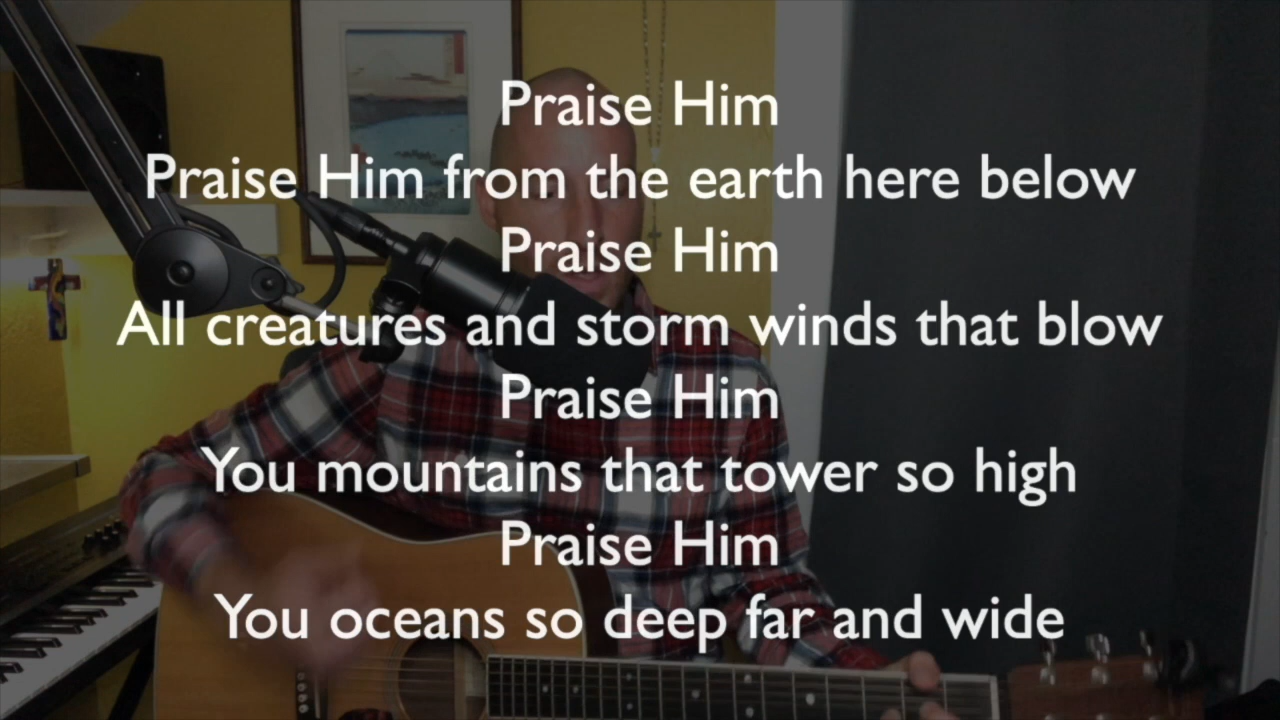 Praise Him
Praise Him from the earth here below
Praise Him
All creatures and storm winds that blow
Praise Him
You mountains that tower so high
Praise Him
You oceans so deep far and wide